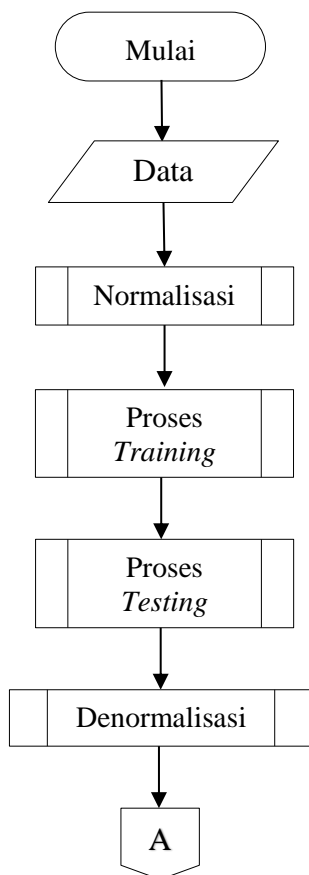 Mulai
Data
Normalisasi
Proses
Training
Proses
Testing
Denormalisasi
A